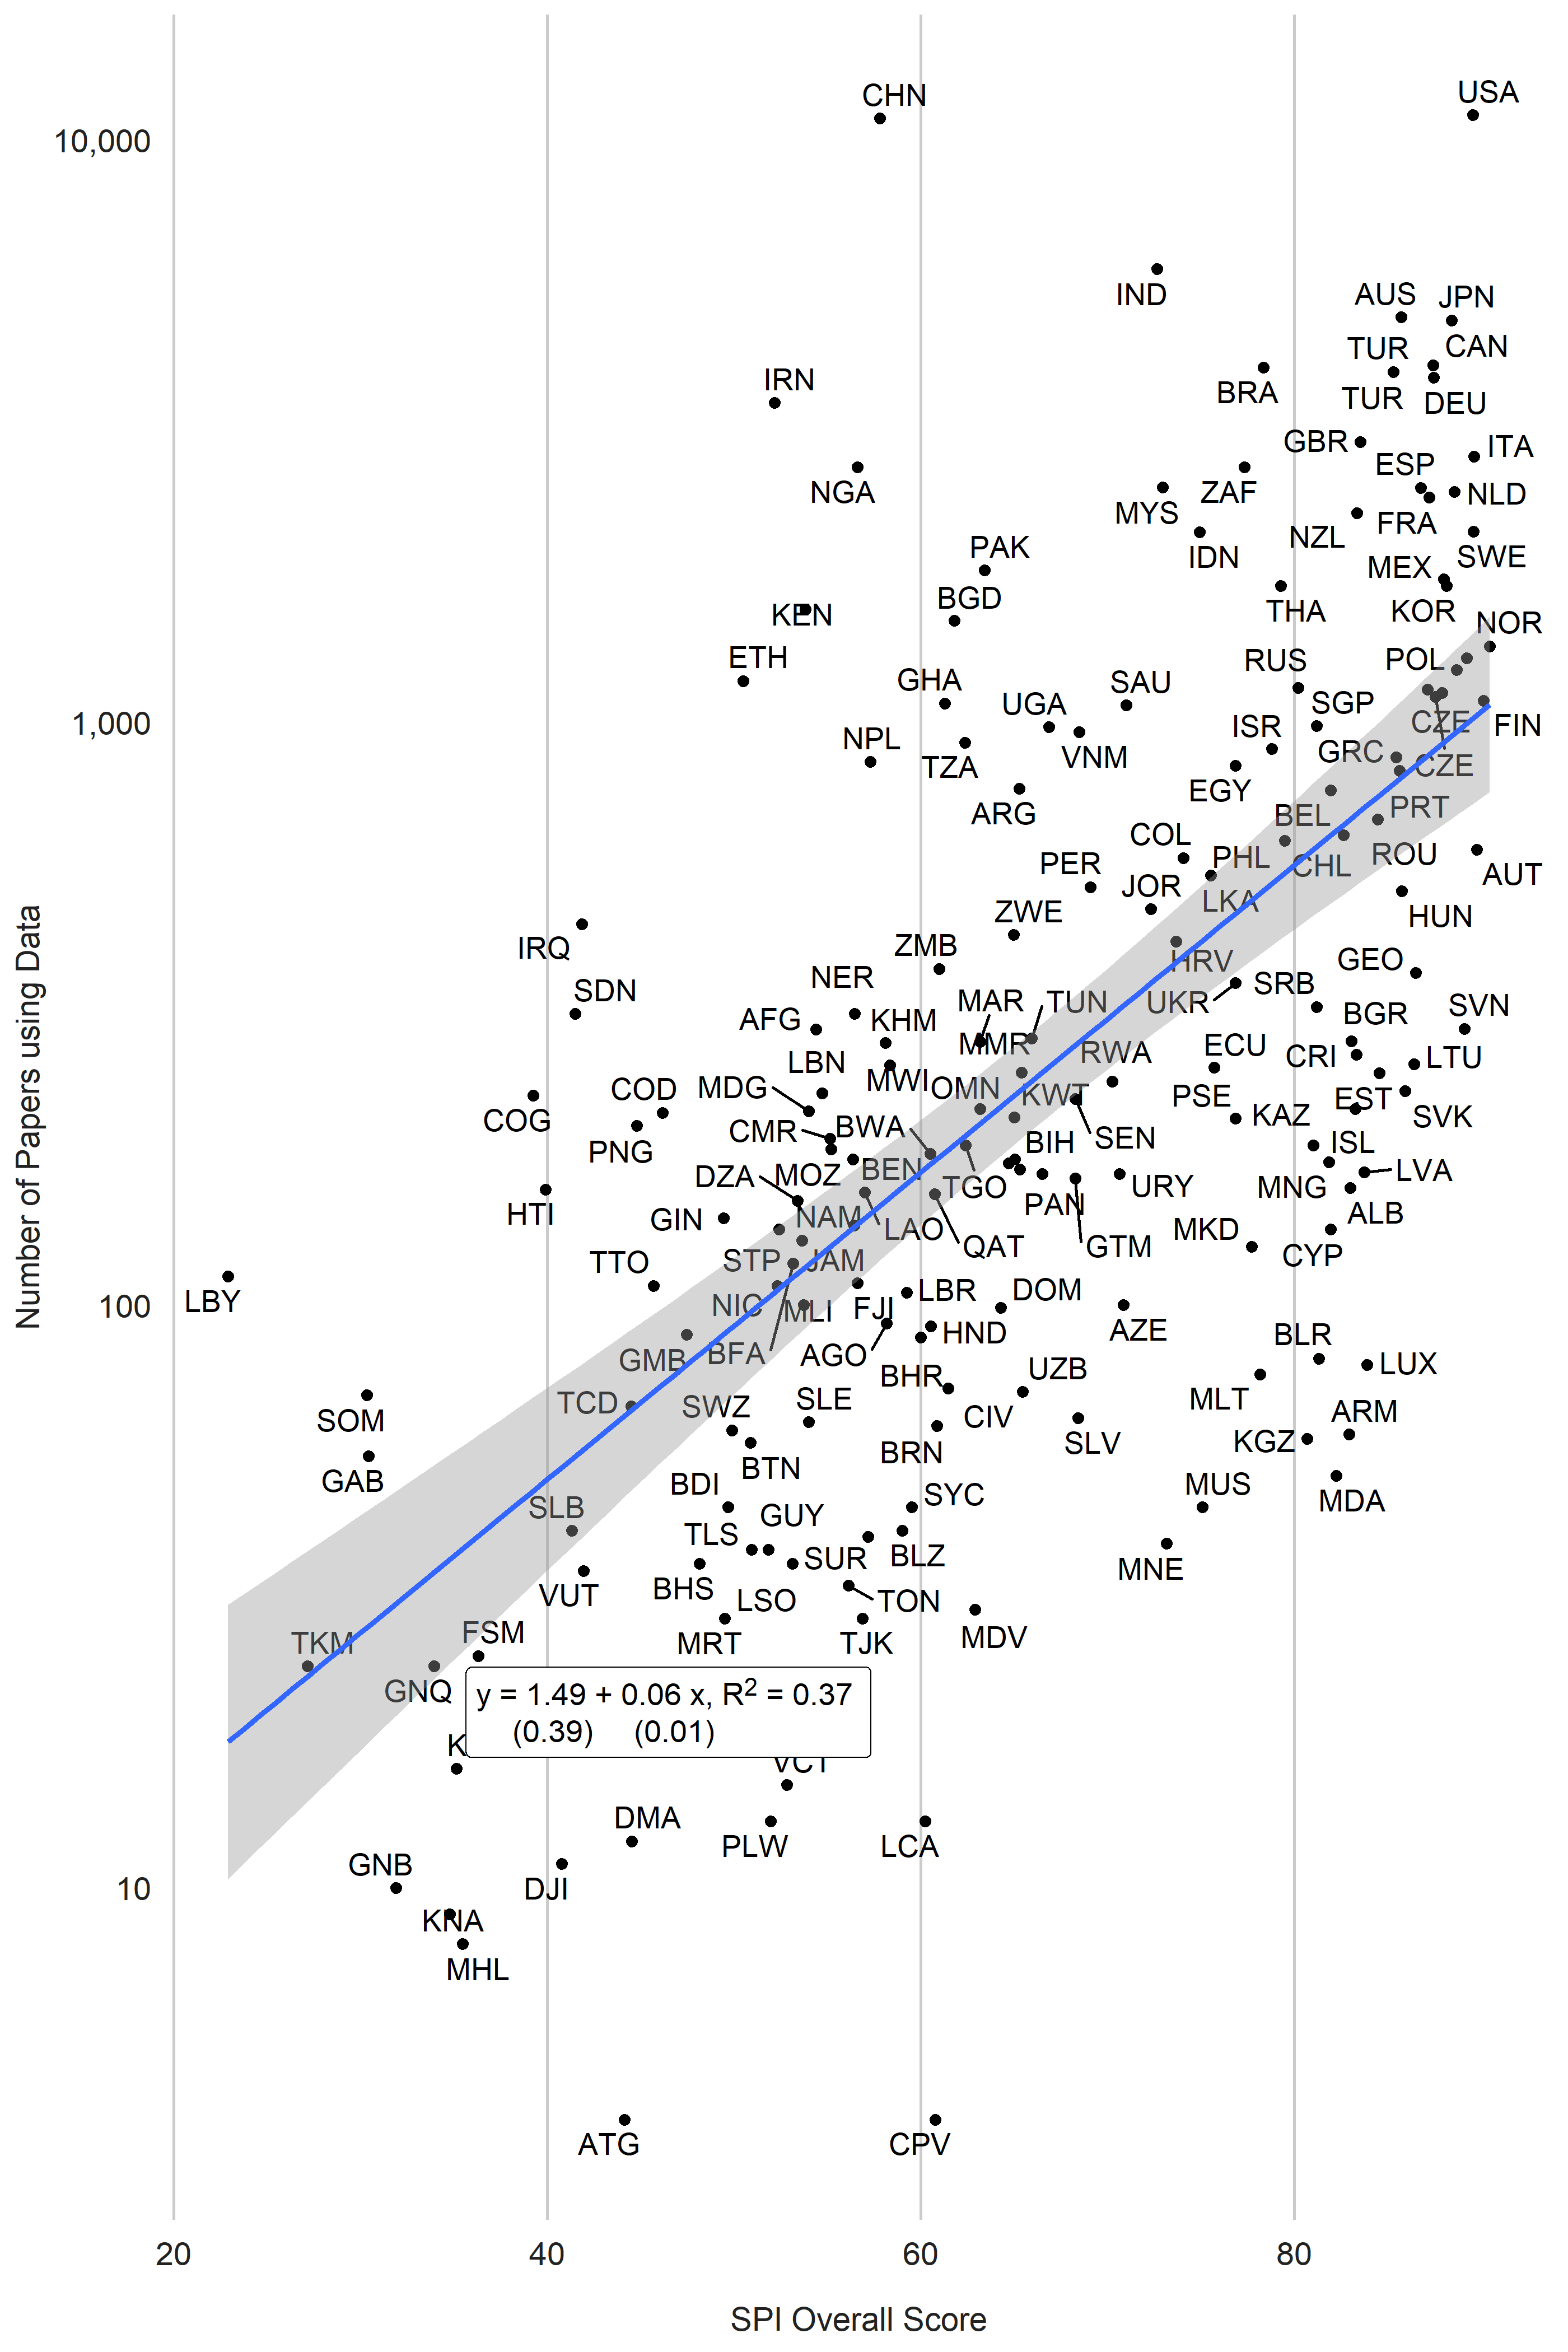 CHN
USA
10,000
IND
AUS
JPN
TUR
CAN
IRN
BRA
TUR
DEU
GBR
ITA
ESP
NGA
ZAF
NLD
MYS
FRA
NZL
PAK
IDN
SWE
MEX
BGD
THA
KOR
KEN
NOR
ETH
RUS
POL
GHA
SAU
UGA
SGP
1,000
CZE
ISR
FIN
NPL
VNM
GRC
TZA
CZE
EGY
PRT
ARG
BEL
COL
PHL
ROU
PER
CHL
AUT
JOR
LKA
ZWE
HUN
IRQ
ZMB
HRV
GEO
NER
SRB
SDN
MAR
TUN
UKR
SVN
AFG
KHM
BGR
MMR
ECU
RWA
CRI
LTU
LBN
MWI
COD
MDG
OMN
KWT
PSE
EST
COG
KAZ
SVK
CMR
BWA
SEN
BIH
ISL
PNG
BEN
LVA
DZA
MOZ
TGO
URY
MNG
PAN
HTI
ALB
GIN
NAM
LAO
MKD
QAT
GTM
CYP
TTO
STP
JAM
LBY
LBR
DOM
100
NIC
MLI
FJI
HND
AZE
BLR
BFA
AGO
GMB
LUX
BHR
UZB
SLE
MLT
TCD
SWZ
CIV
ARM
SOM
SLV
KGZ
BRN
BTN
GAB
BDI
SYC
MUS
MDA
SLB
GUY
TLS
SUR
BLZ
MNE
BHS
VUT
LSO
TON
FSM
MRT
TJK
MDV
TKM
GNQ
y = 1.49 + 0.06 x, R² = 0.37
(0.39) (0.01)
VCT
DMA
PLW
LCA
GNB
10
DJI
KNA
MHL
ATG
CPV
20
40
60
80
SPI Overall Score
Number of Papers using Data